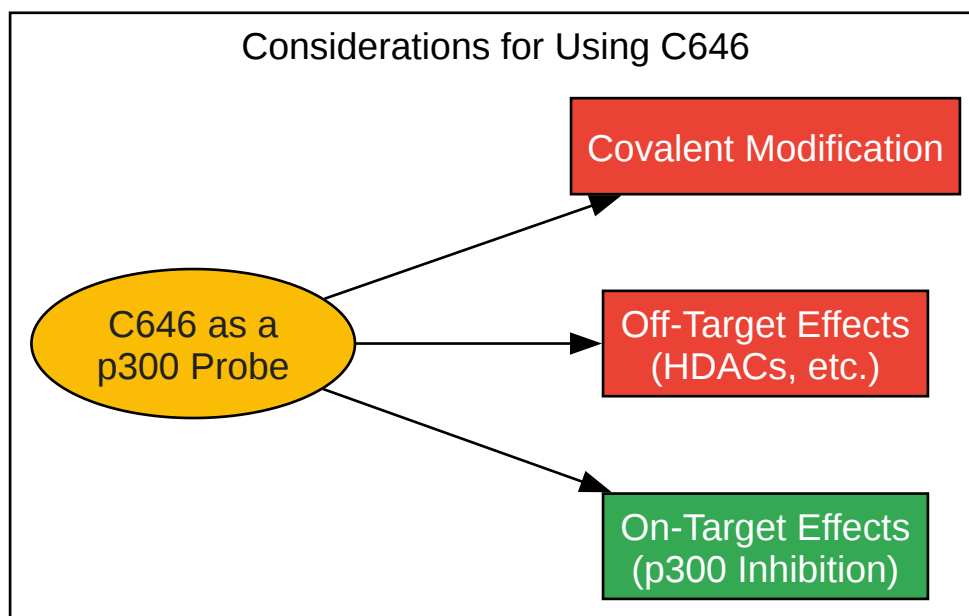 Considerations for Using C646
Covalent Modification
C646 as a
p300 Probe
Off-Target Effects
(HDACs, etc.)
On-Target Effects
(p300 Inhibition)